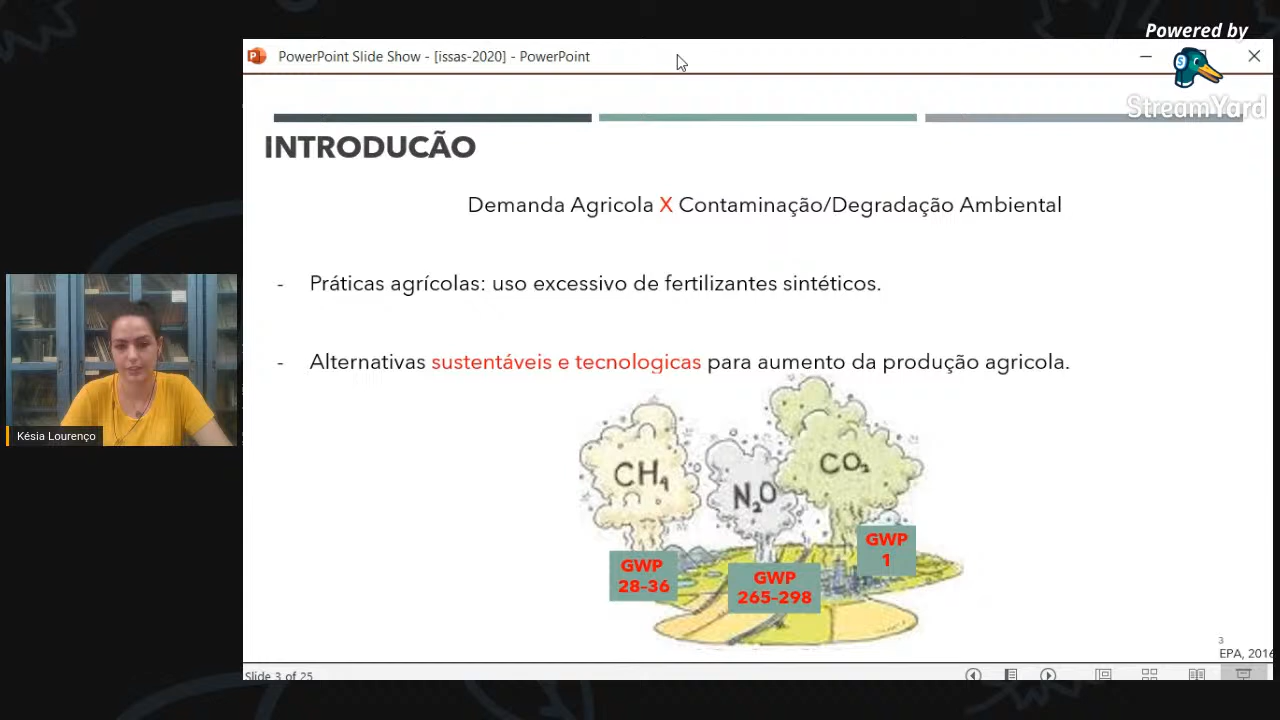 Powered by
StreamYard
PowerPoint Slide Show - [issas-2020] - PowerPoint
INTRODUCÃO
Demanda Agricola X Contaminação/Degradação Ambiental
- Práticas agrícolas: uso excessivo de fertilizantes sintéticos.
- Alternativas sustentáveis e tecnologicas para aumento da produção agricola.
CH₄
N₂O
CO₂
GWP
28-36
GWP
265-298
GWP
1
Késia Lourenço
3
EPA, 2016
Slide 3 of 25